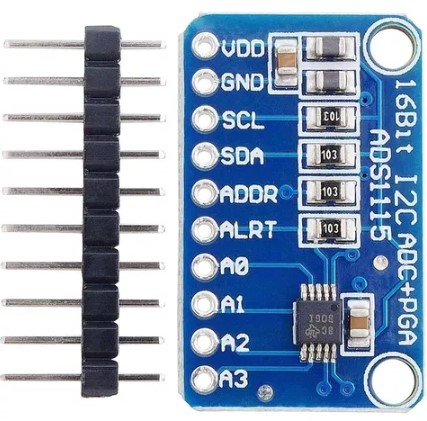 VDD
GND
SCL
SDA
ADDR
ALRT
A0
A1
A2
A3
103
103
103
103
16Bit I2C ADC+PGA
ADS1115
BOGI